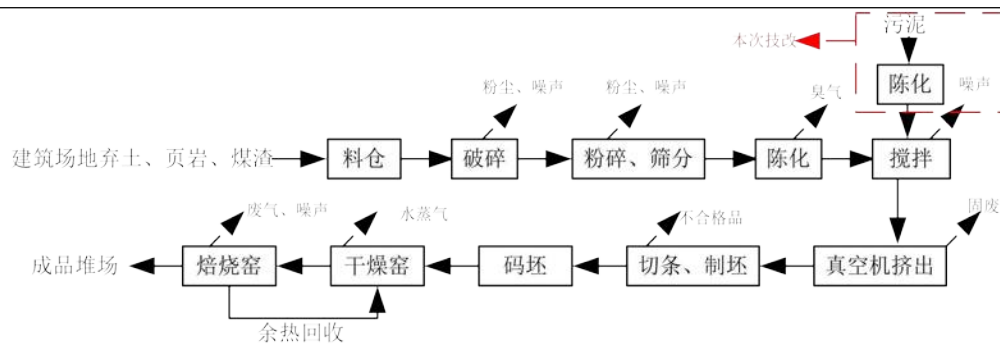 污泥
本次技改
陈化
噪声
粉尘、噪声
粉尘、噪声
臭气
建筑场地弃土、页岩、煤渣
料仓
破碎
粉碎、筛分
陈化
搅拌
废气、噪声
水蒸气
不合格品
固废
成品堆场
焙烧窑
干燥窑
码坯
切条、制坯
真空机挤出
余热回收